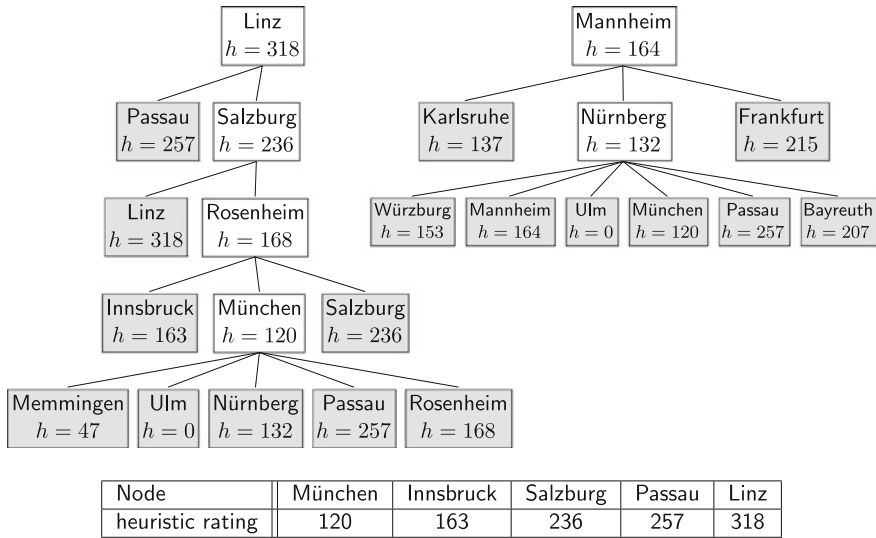 Linz
h = 318
Passau
h = 257
Salzburg
h = 236
Linz
h = 318
Rosenheim
h = 168
Innsbruck
h = 163
München
h = 120
Salzburg
h = 236
Memmingen
h = 47
Ulm
h = 0
Nürnberg
h = 132
Passau
h = 257
Rosenheim
h = 168
Mannheim
h = 164
Karlsruhe
h = 137
Nürnberg
h = 132
Frankfurt
h = 215
Würzburg
h = 153
Mannheim
h = 164
Ulm
h = 0
München
h = 120
Passau
h = 257
Bayreuth
h = 207
Node München Innsbruck Salzburg Passau Linz
heuristic rating 120 163 236 257 318